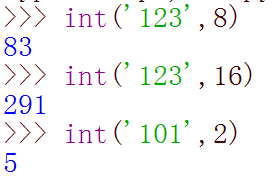 >>> int('123',8)
83
>>> int('123',16)
291
>>> int('101',2)
5